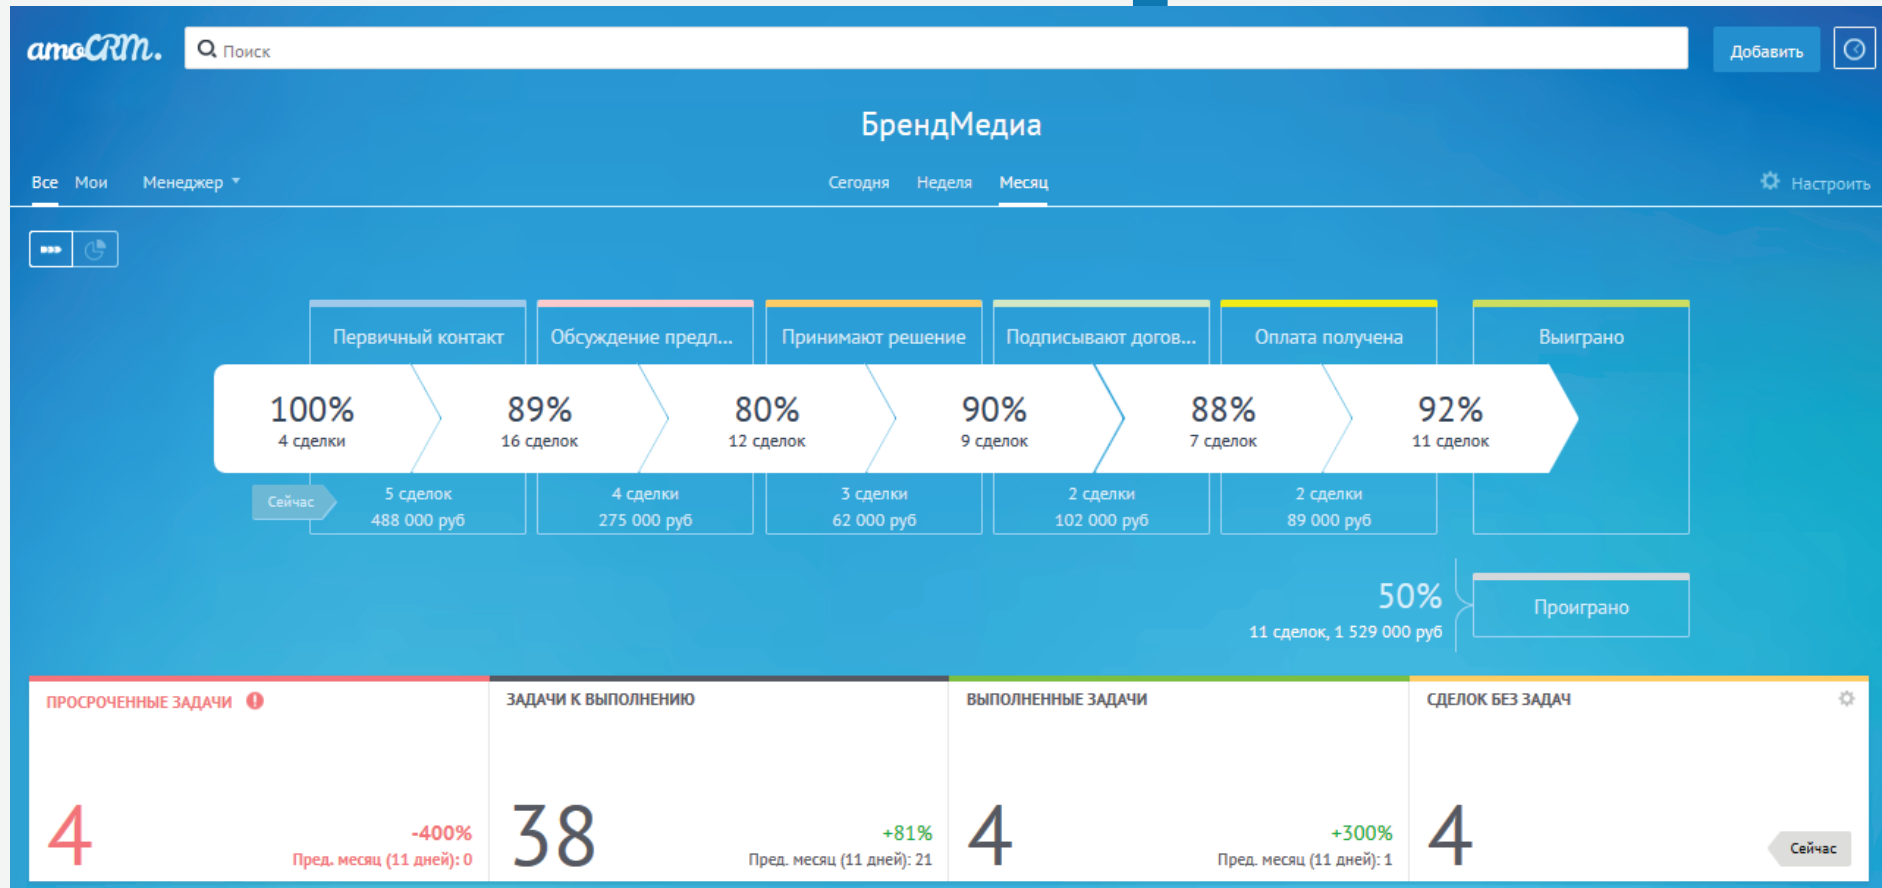 amoCRM.
Поиск
Добавить
БрендМедиа
Все Мои Менеджер
Сегодня Неделя Месяц
Настроить
Первичный контакт
Обсуждение предл...
Принимают решение
Подписывают догов...
Оплата получена
Выиграно
100%
4 сделки
89%
16 сделок
80%
12 сделок
90%
9 сделок
88%
7 сделок
92%
11 сделок
Сейчас
5 сделок
488 000 руб
4 сделки
275 000 руб
3 сделки
62 000 руб
2 сделки
102 000 руб
2 сделки
89 000 руб
50%
11 сделок, 1 529 000 руб
Проиграно
ПРОСРОЧЕННЫЕ ЗАДАЧИ
4
-400%
Пред. месяц (11 дней): 0
ЗАДАЧИ К ВЫПОЛНЕНИЮ
38
+81%
Пред. месяц (11 дней): 21
ВЫПОЛНЕННЫЕ ЗАДАЧИ
4
+300%
Пред. месяц (11 дней): 1
СДЕЛОК БЕЗ ЗАДАЧ
4
Сейчас